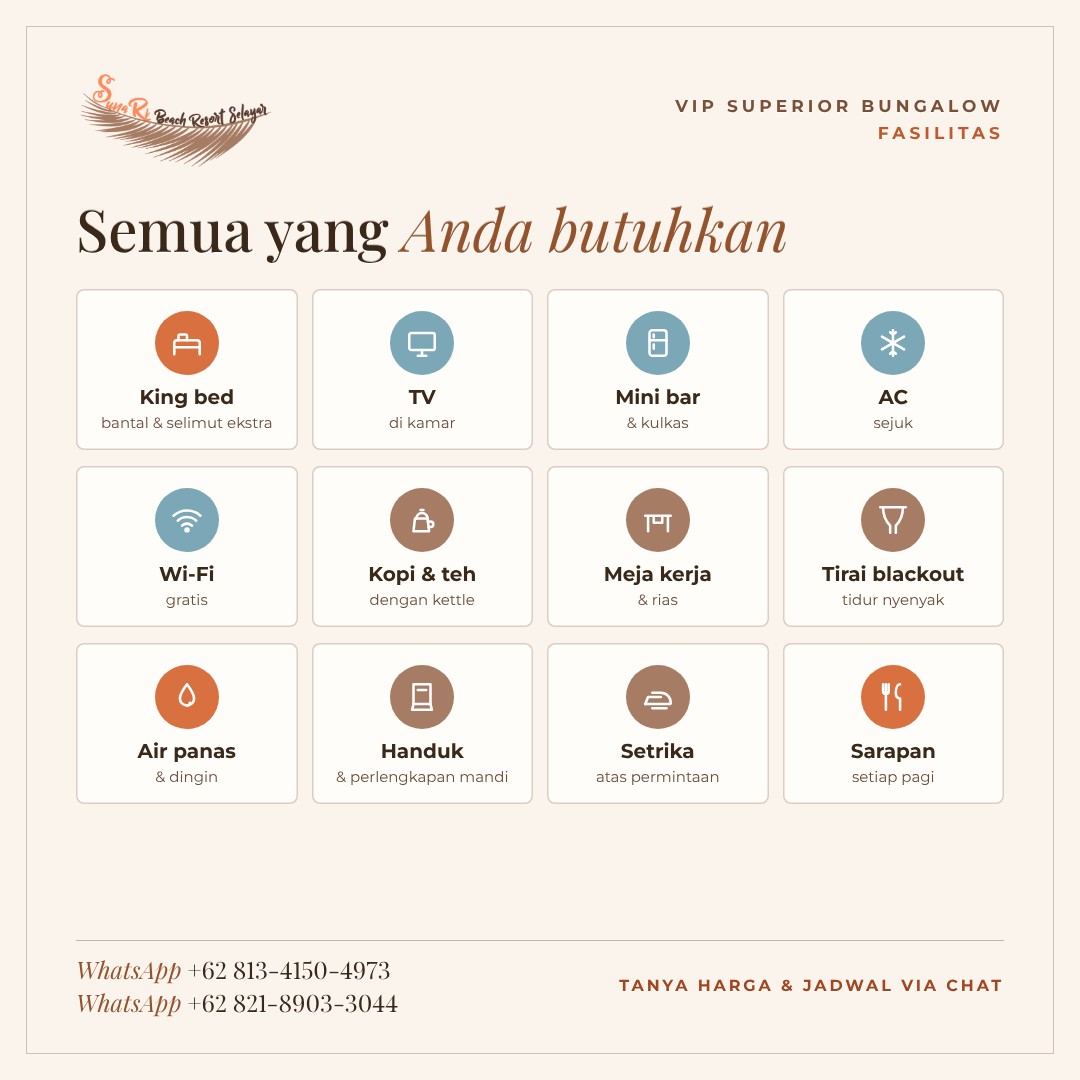 SunaRi Beach Resort Selayar
VIP SUPERIOR BUNGALOW
FASILITAS
Semua yang Anda butuhkan
King bed
bantal & selimut ekstra
TV
di kamar
Mini bar
& kulkas
AC
sejuk
Wi-Fi
gratis
Kopi & teh
dengan kettle
Meja kerja
& rias
Tirai blackout
tidur nyenyak
Air panas
& dingin
Handuk
& perlengkapan mandi
Setrika
atas permintaan
Sarapan
setiap pagi
WhatsApp +62 813-4150-4973
WhatsApp +62 821-8903-3044
TANYA HARGA & JADWAL VIA CHAT